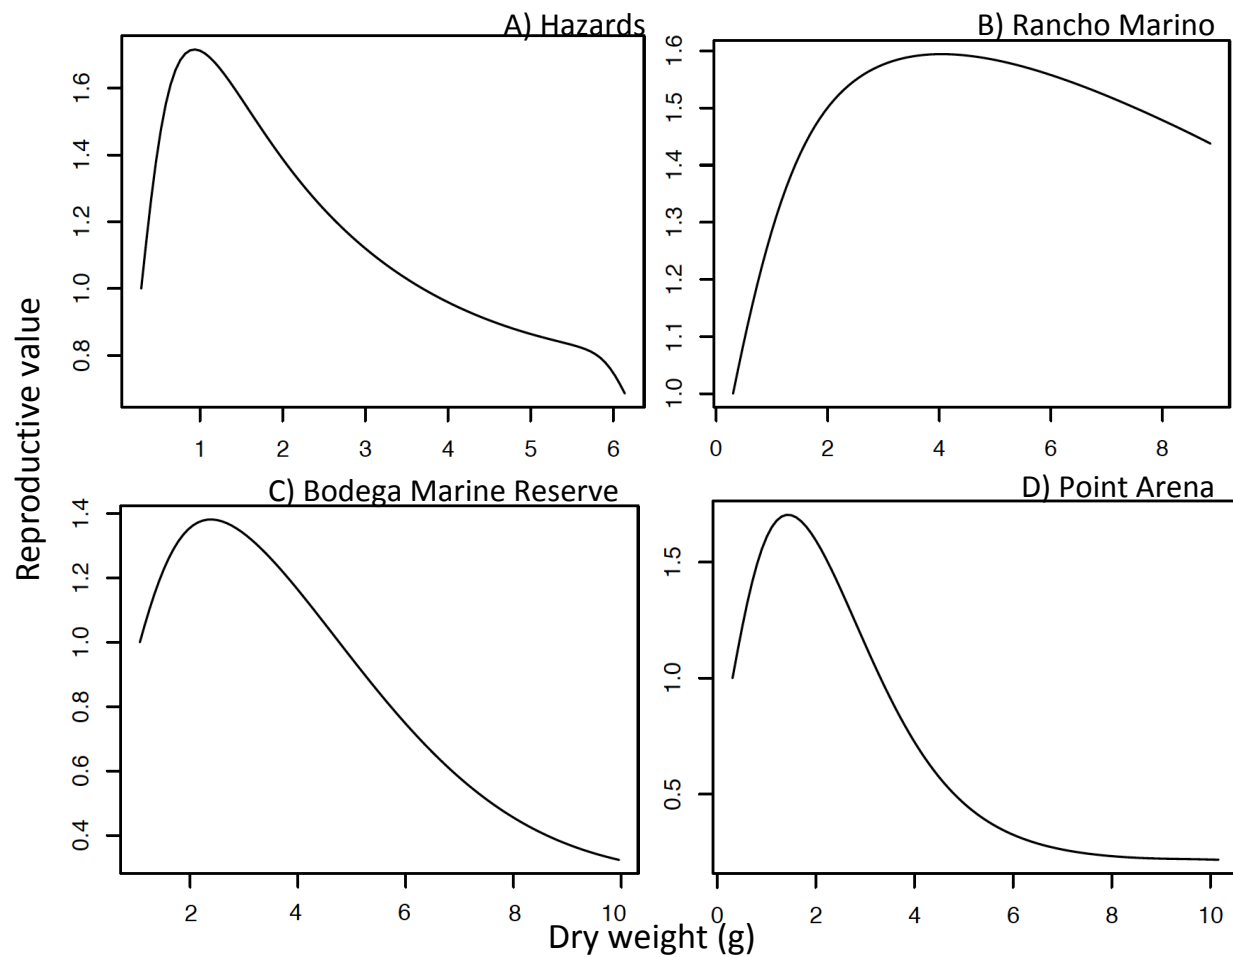 A) Hazards
B) Rancho Marino
1.6
1.4
1.2
1.0
0.8
1 2 3 4 5 6
1.6
1.5
1.4
1.3
1.2
1.1
1.0
0 2 4 6 8
C) Bodega Marine Reserve
D) Point Arena
1.4
1.2
1.0
0.8
0.6
0.4
2 4 6 8 10
1.5
1.0
0.5
0 2 4 6 8 10
Reproductive value
Dry weight (g)